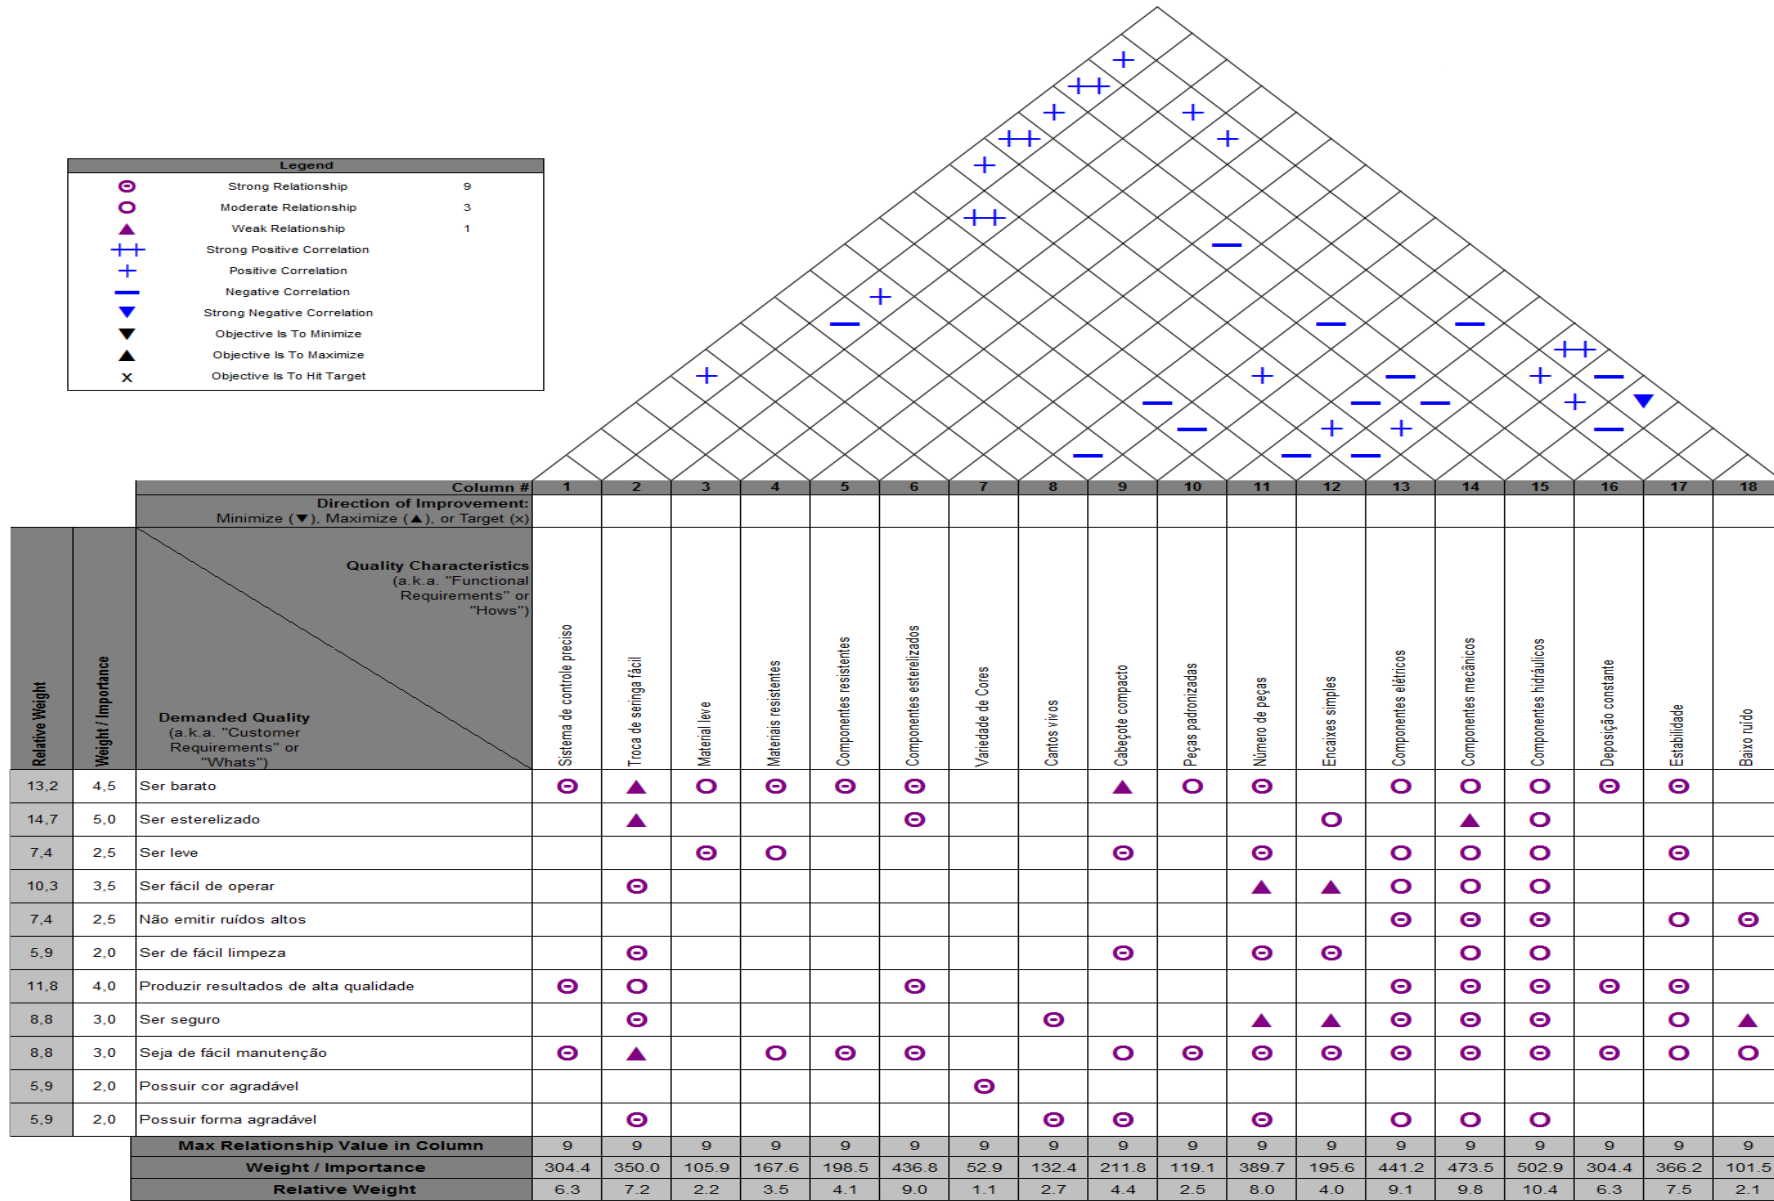 Legend
Strong Relationship 9
Moderate Relationship 3
Weak Relationship 1
Strong Positive Correlation
Positive Correlation
Negative Correlation
Strong Negative Correlation
Objective Is To Minimize
Objective Is To Maximize
X Objective Is To Hit Target
Column # 1 2 3 4 5 6 7 8 9 10 11 12 13 14 15 16 17 18
Direction of Improvement:
Minimize (▼), Maximize (▲), or Target (x)
Quality Characteristics
(a.k.a. "Functional
Requirements" or
"Hows")
Demanded Quality
(a.k.a. "Customer
Requirements" or
"Whats")
Relative Weight
Weight / Importance
Sistema de controle preciso
Troca de seringa fácil
Material leve
Materiais resistentes
Componentes resistentes
Componentes esterelizados
Variedade de Cores
Cantos vivos
Cabeçote compacto
Peças padronizadas
Número de peças
Encaixes simples
Componentes elétricos
Componentes mecânicos
Componentes hidráulicos
Deposição constante
Estabilidade
Baixo ruído
13,2 4,5 Ser barato
14,7 5,0 Ser esterelizado
7,4 2,5 Ser leve
10,3 3,5 Ser fácil de operar
7,4 2,5 Não emitir ruídos altos
5,9 2,0 Ser de fácil limpeza
11,8 4,0 Produzir resultados de alta qualidade
8,8 3,0 Ser seguro
8,8 3,0 Seja de fácil manutenção
5,9 2,0 Possuir cor agradável
5,9 2,0 Possuir forma agradável
Max Relationship Value in Column 9 9 9 9 9 9 9 9 9 9 9 9 9 9 9 9 9 9
Weight / Importance 304.4 350.0 105.9 167.6 198.5 436.8 52.9 132.4 211.8 119.1 389.7 195.6 441.2 473.5 502.9 304.4 366.2 101.5
Relative Weight 6.3 7.2 2.2 3.5 4.1 9.0 1.1 2.7 4.4 2.5 8.0 4.0 9.1 9.8 10.4 6.3 7.5 2.1